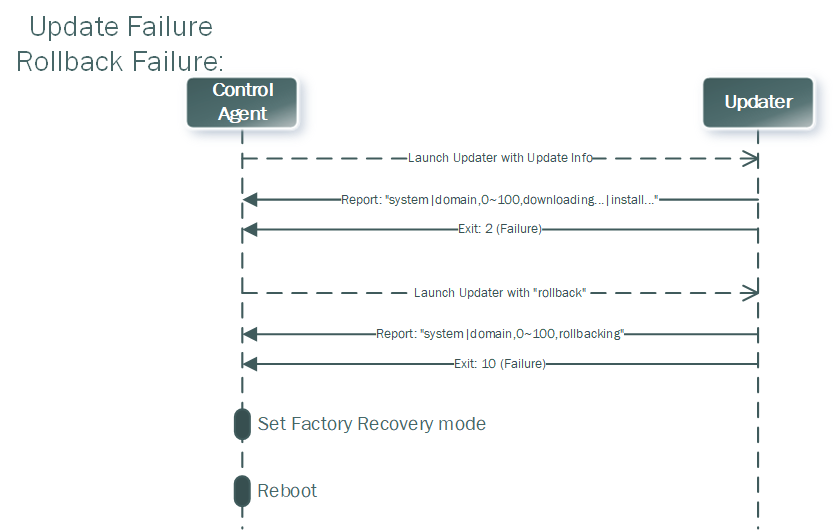 Update Failure
Rollback Failure:
Control
Agent
Updater
Launch Updater with Update Info
Report: "system|domain,0~100,downloading...|install..."
Exit: 2 (Failure)
Launch Updater with "rollback"
Report: "system|domain,0~100,rollbacking"
Exit: 10 (Failure)
Set Factory Recovery mode
Reboot